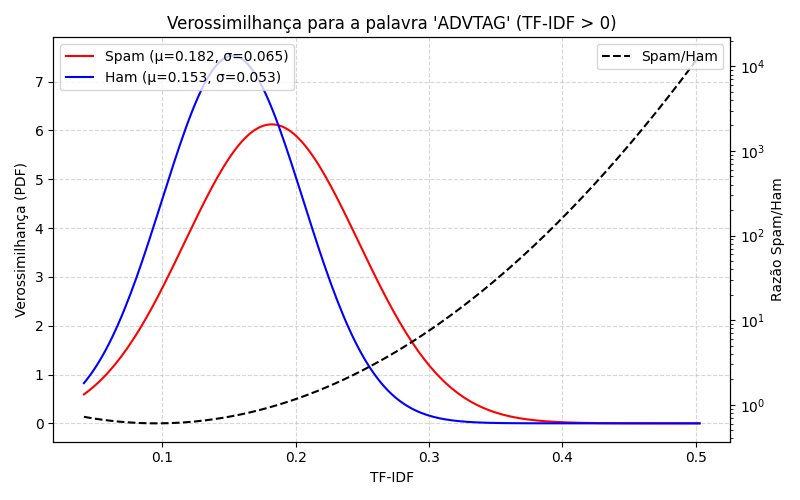 Verossimilhança para a palavra 'ADVTAG' (TF-IDF > 0)
Spam (μ=0.182, σ=0.065)
Ham (μ=0.153, σ=0.053)
Spam/Ham
Verossimilhança (PDF)
7
6
5
4
3
2
1
0
10⁴
10³
10²
10¹
10⁰
Razão Spam/Ham
0.1 0.2 0.3 0.4 0.5
TF-IDF